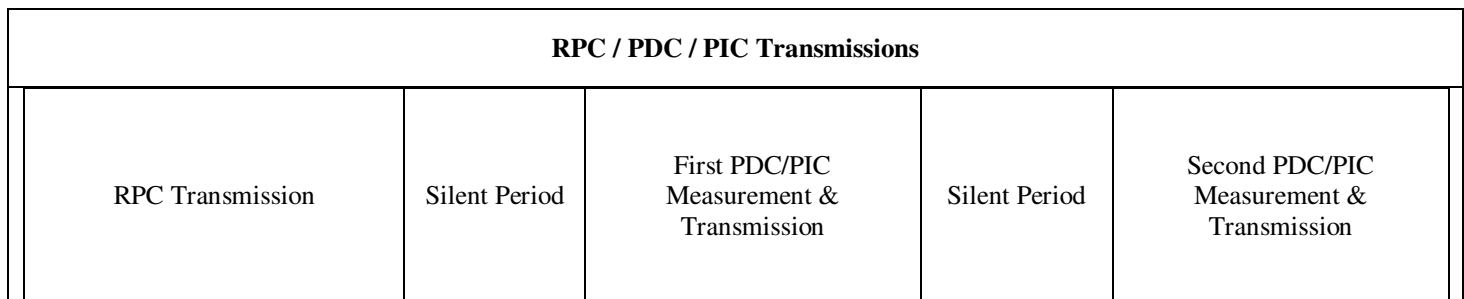 RPC / PDC / PIC Transmissions
RPC Transmission
Silent Period
First PDC/PIC
Measurement &
Transmission
Silent Period
Second PDC/PIC
Measurement &
Transmission